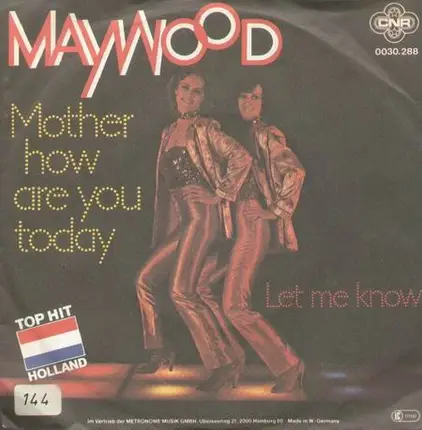 MAYWOOD
CNR
0030.288
Mother
how
are you
today
Let me know
TOP HIT
HOLLAND
144
Im Vertrieb der METRONOME MUSIK GMBH, Überseering 21, 2000 Hamburg 60 · Made in W.-Germany